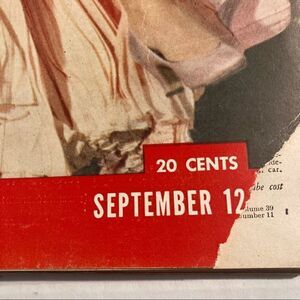 20 CENTS
car.
the cost
SEPTEMBER 12
volume 39
number 11